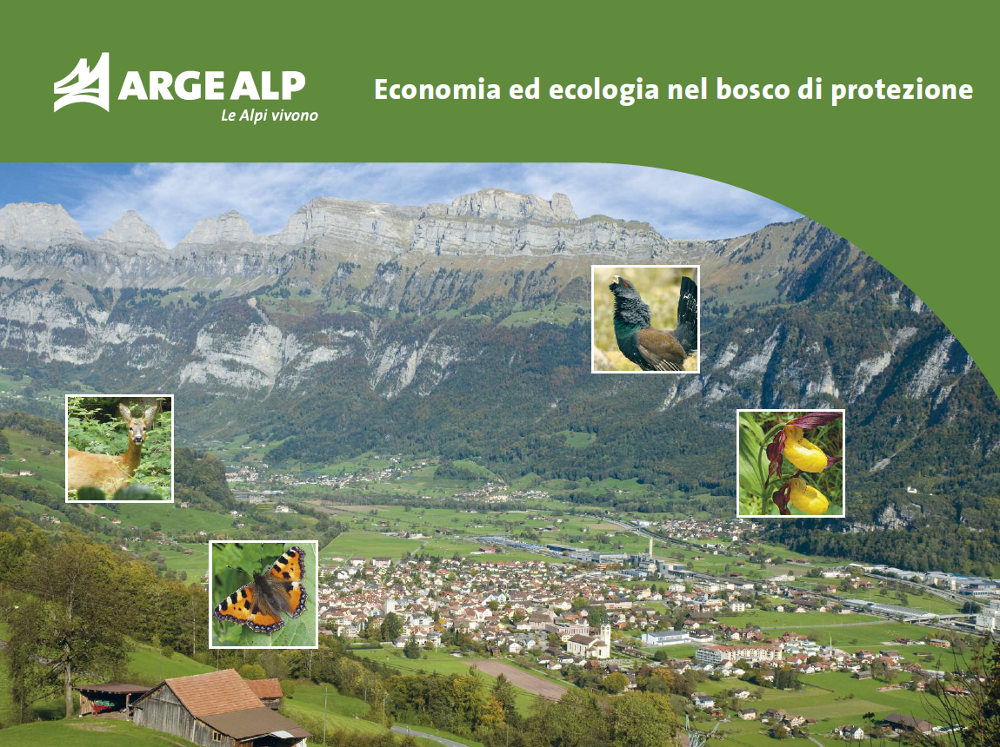 ARGE ALP
Le Alpi vivono
Economia ed ecologia nel bosco di protezione